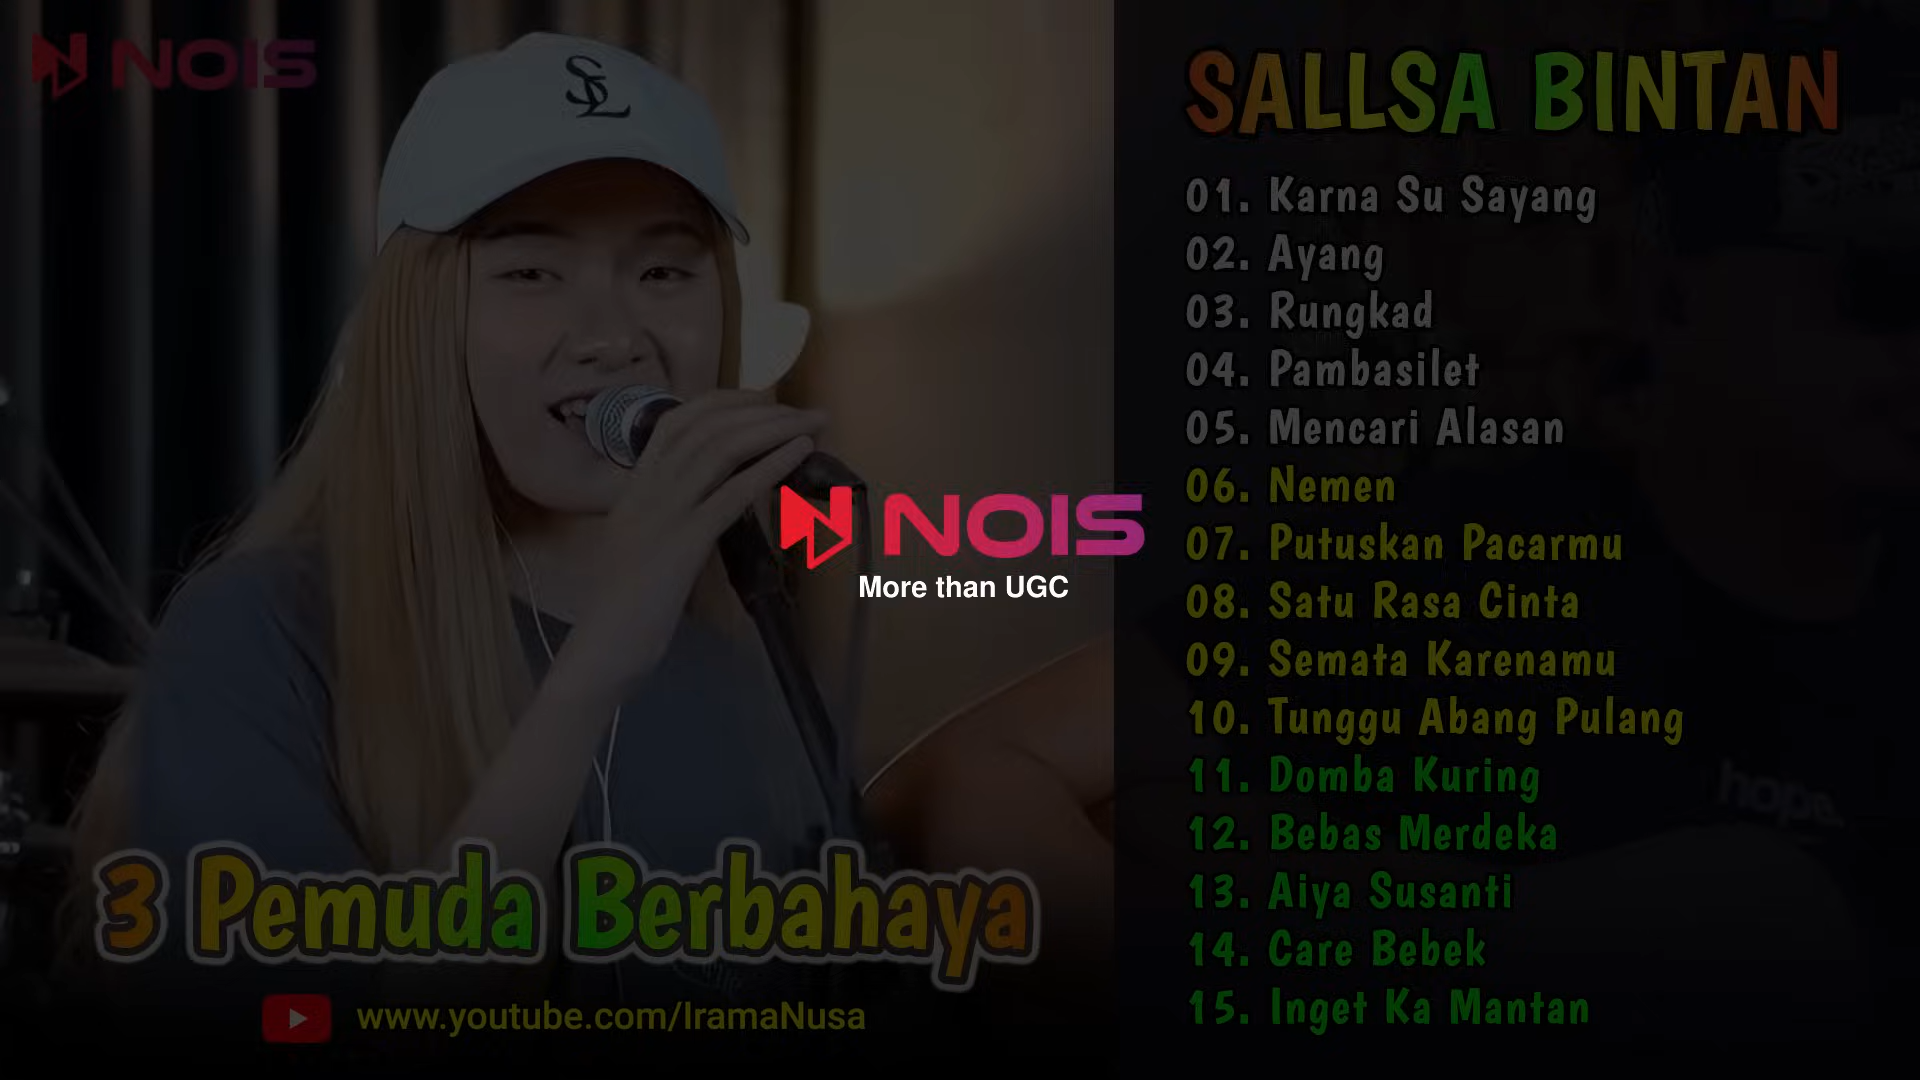 NOIS
SL
SALLSA BINTAN
01. Karna Su Sayang
02. Ayang
03. Rungkad
04. Pambasilet
05. Mencari Alasan
06. Nemen
07. Putuskan Pacarmu
08. Satu Rasa Cinta
09. Semata Karenamu
10. Tunggu Abang Pulang
11. Domba Kuring
12. Bebas Merdeka
13. Aiya Susanti
14. Care Bebek
15. Inget Ka Mantan
NOIS
More than UGC
hops.
3 Pemuda Berbahaya
www.youtube.com/IramaNusa